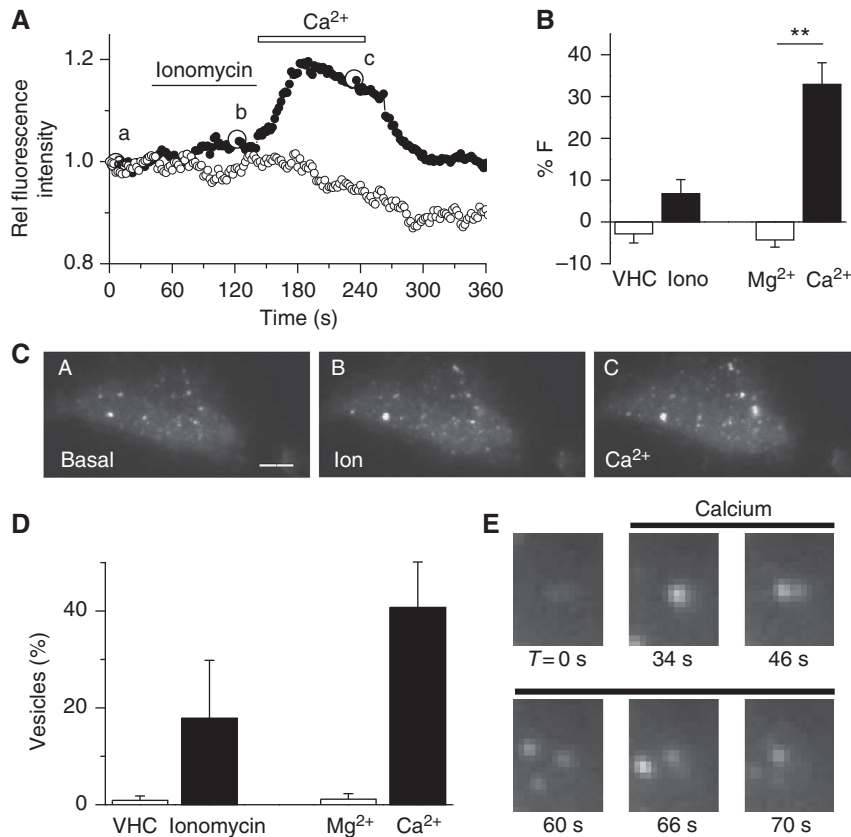 A
Ca²⁺
Ionomycin
a
b
c
1.2
1.0
0.8
Rel fluorescence
intensity
0
60
120
180
240
300
360
Time (s)
B
**
40
30
20
10
0
–10
% F
VHC
Iono
Mg²⁺
Ca²⁺
C
A
Basal
B
Ion
C
Ca²⁺
D
40
20
0
Vesicles (%)
VHC
Ionomycin
Mg²⁺
Ca²⁺
E
Calcium
T = 0 s
34 s
46 s
60 s
66 s
70 s